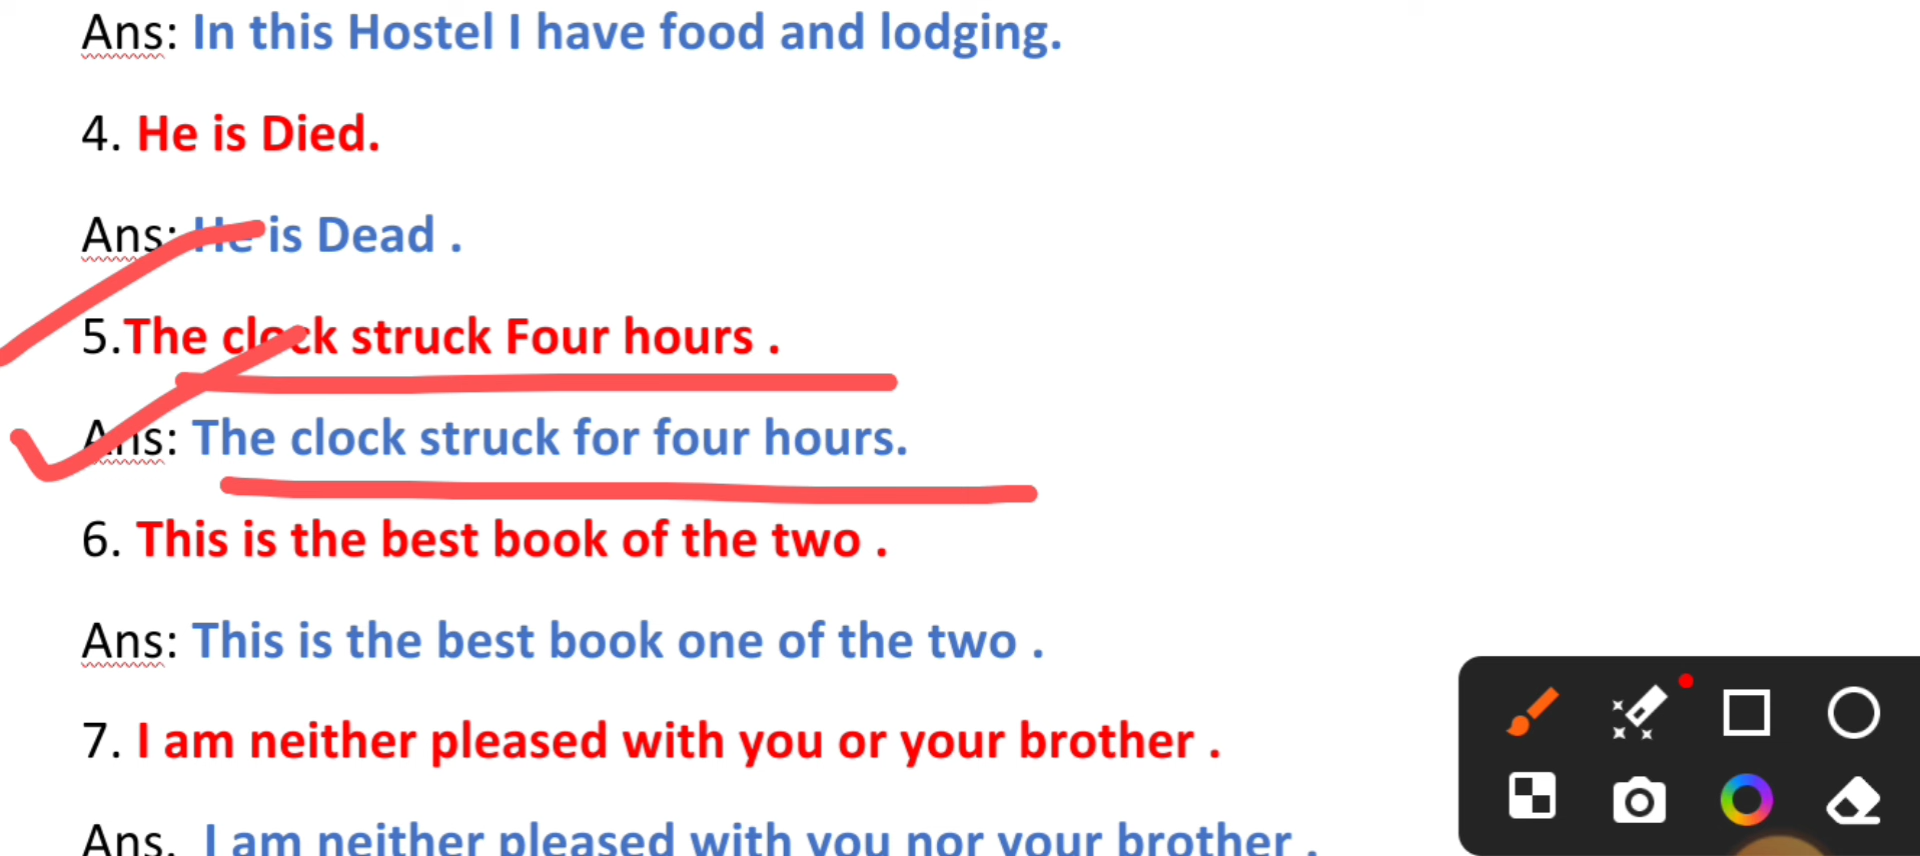 Ans: In this Hostel I have food and lodging.
4. He is Died.
Ans: He is Dead .
5.The clock struck Four hours .
Ans: The clock struck for four hours.
6. This is the best book of the two .
Ans: This is the best book one of the two .
7. I am neither pleased with you or your brother .
Ans. I am neither pleased with you nor your brother .